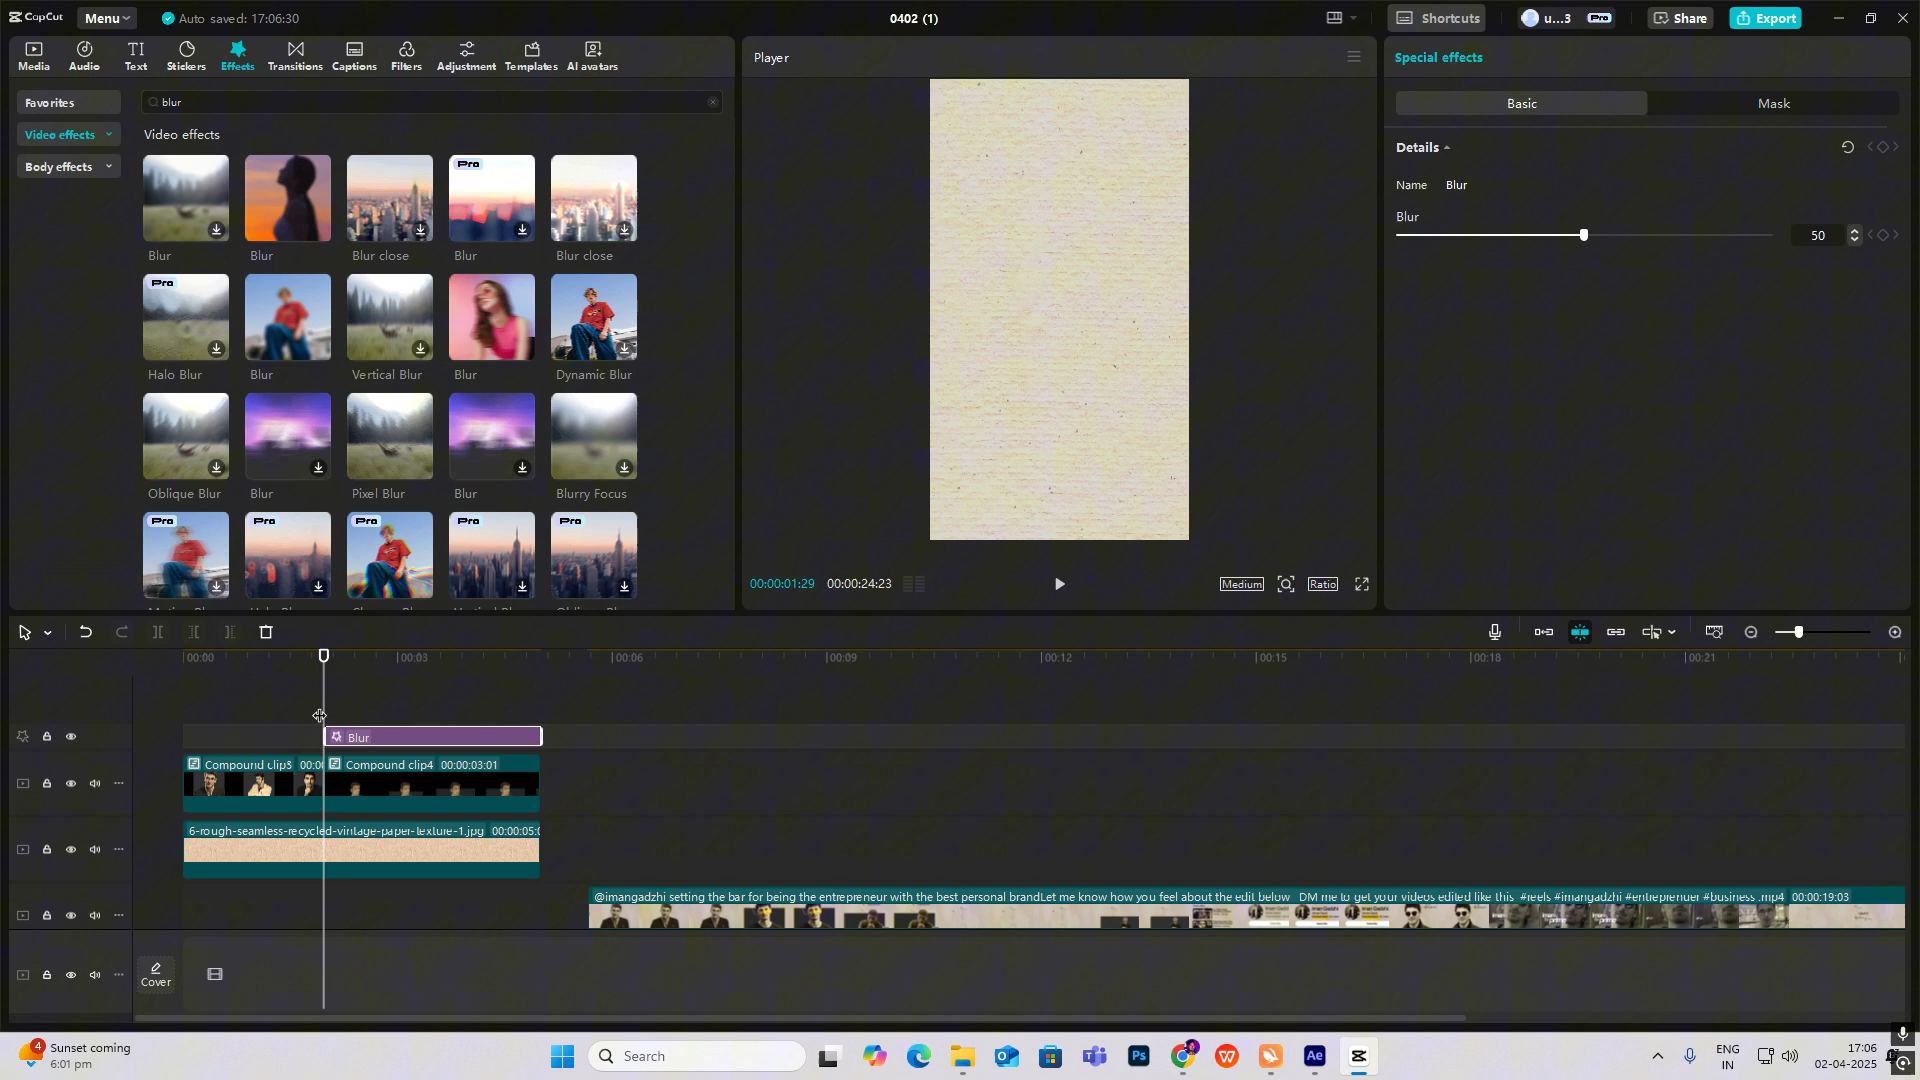 CapCut
Menu
Auto saved: 17:06:30
0402 (1)
Shortcuts
u...3
Pro
Share
Export
Media
Audio
Text
Stickers
Effects
Transitions
Captions
Filters
Adjustment
Templates
AI avatars
Favorites
Video effects
Body effects
blur
Video effects
Pro
Blur
Blur
Blur close
Blur
Blur close
Pro
Halo Blur
Blur
Vertical Blur
Blur
Dynamic Blur
Oblique Blur
Blur
Pixel Blur
Blur
Blurry Focus
Pro
Pro
Pro
Pro
Pro
Player
00:00:01:29
00:00:24:23
Medium
Ratio
Special effects
Basic
Mask
Details
Name Blur
Blur
50
00:00
00:03
00:06
00:09
00:12
00:15
00:18
00:21
Blur
Compound clip4 00:00:03:01
6-rough-seamless-recycled-vintage-paper-texture-1.jpg 00:00:05:0
@imangadzhi setting the bar for being the entrepreneur with the best personal brandLet me know how you feel about the edit below DM me to get your videos edited like this #reels #imangadzhi #entreprenuer #business .mp4 00:00:19:03
Cover
4
Sunset coming
6:01 pm
Search
Ps
Ae
ENG
IN
17:06
02-04-2025